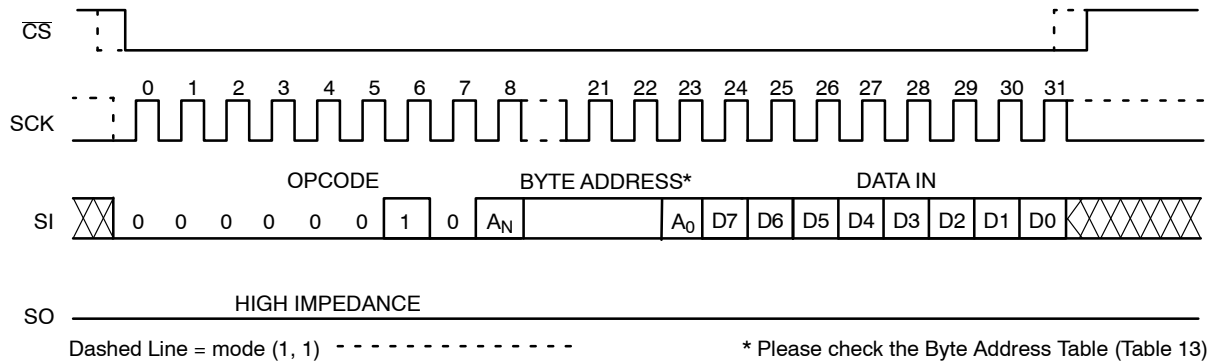 CS
0 1 2 3 4 5 6 7 8 21 22 23 24 25 26 27 28 29 30 31
SCK
OPCODE BYTE ADDRESS* DATA IN
SI 0 0 0 0 0 0 1 0 AN A0 D7 D6 D5 D4 D3 D2 D1 D0
HIGH IMPEDANCE
SO
Dashed Line = mode (1, 1) * Please check the Byte Address Table (Table 13)